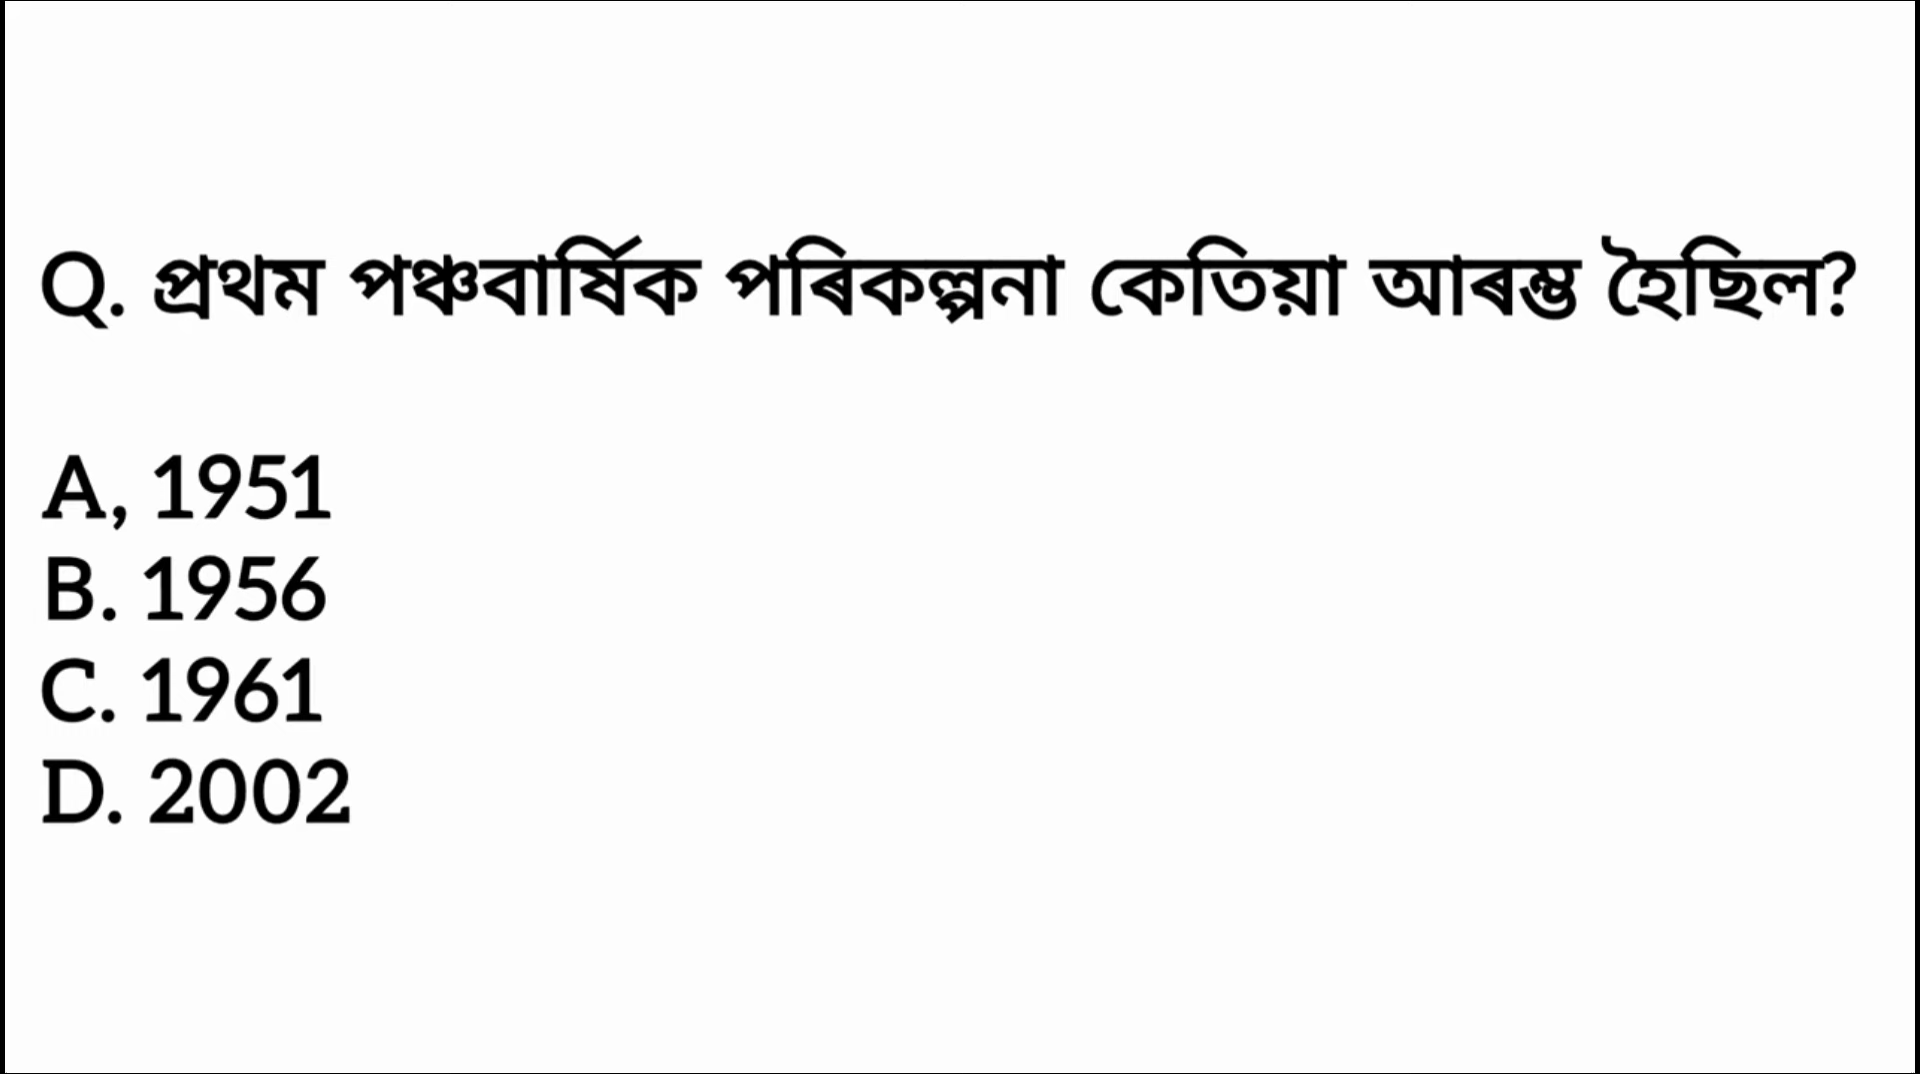 Q. প্ৰথম পঞ্চবাৰ্ষিক পৰিকল্পনা কেতিয়া আৰম্ভ হৈছিল?
A, 1951
B. 1956
C. 1961
D. 2002